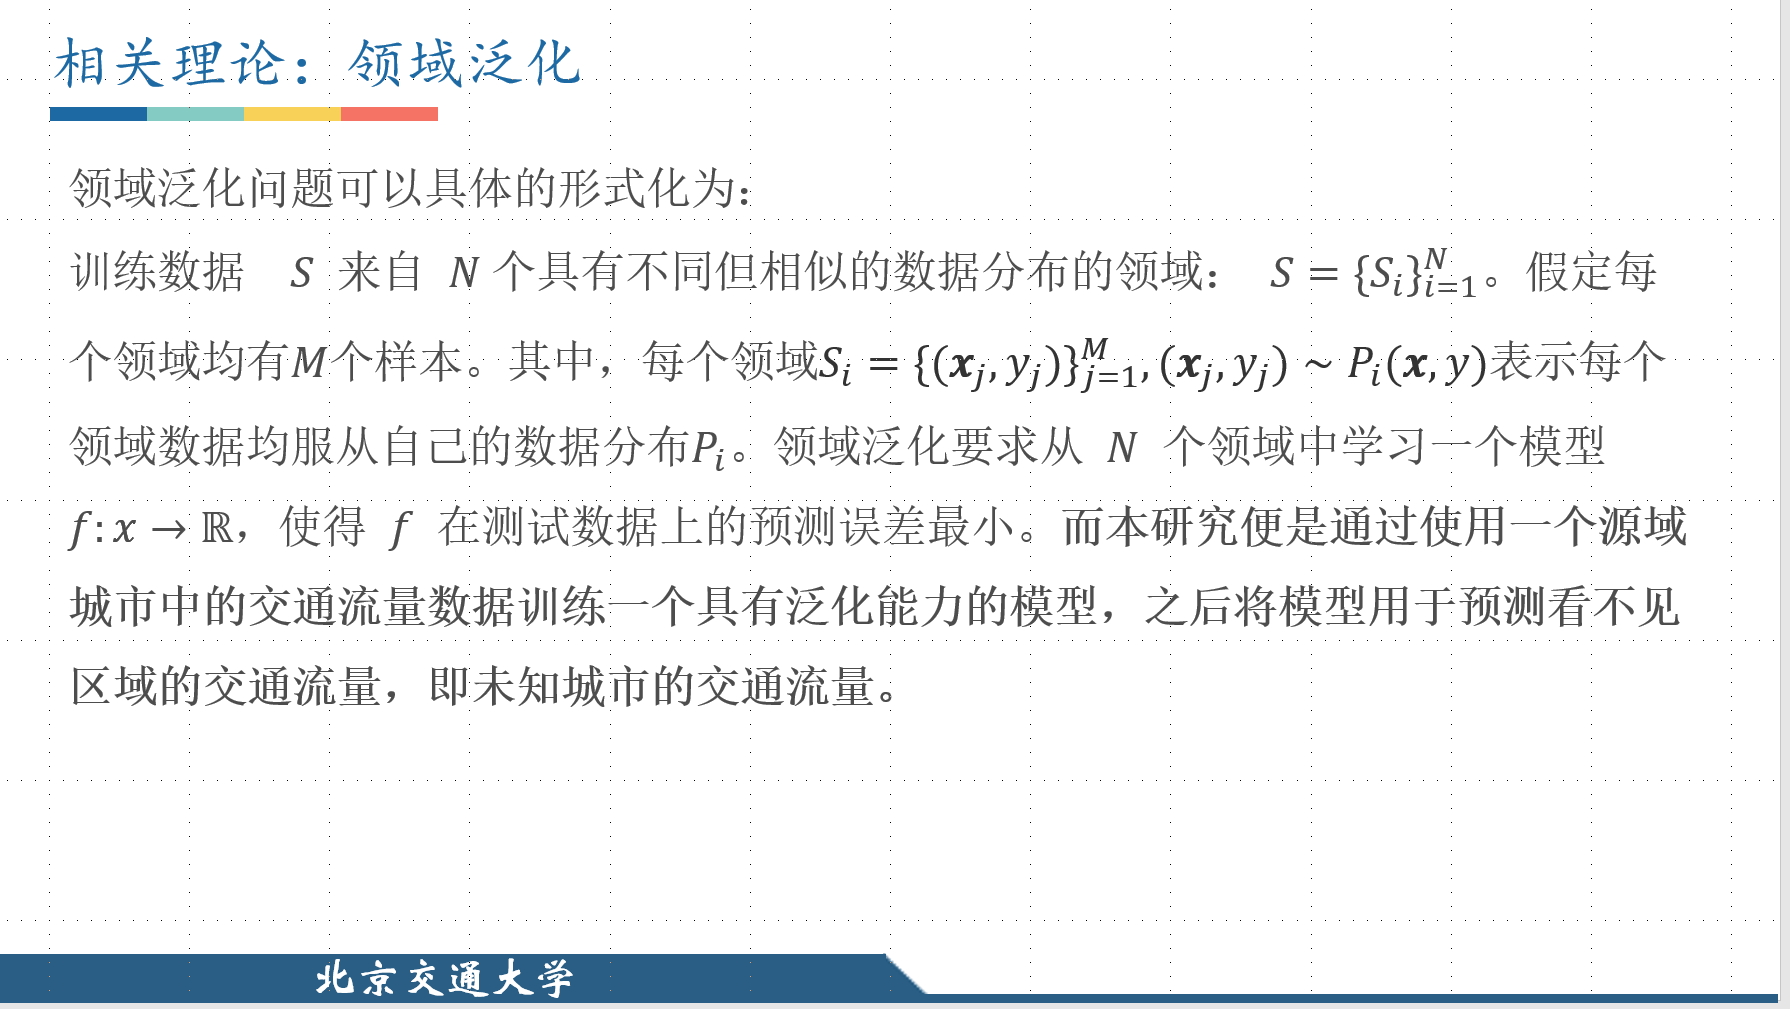 相关理论：领域泛化
领域泛化问题可以具体的形式化为：
训练数据 S 来自 N 个具有不同但相似的数据分布的领域： S = {S_i}_{i=1}^N。假定每
个领域均有M个样本。其中，每个领域S_i = {(x_j, y_j)}_{j=1}^M, (x_j, y_j) ~ P_i(x, y)表示每个
领域数据均服从自己的数据分布P_i。领域泛化要求从 N 个领域中学习一个模型
f: x → ℝ，使得 f 在测试数据上的预测误差最小。而本研究便是通过使用一个源域
城市中的交通流量数据训练一个具有泛化能力的模型，之后将模型用于预测看不见
区域的交通流量，即未知城市的交通流量。
北京交通大学